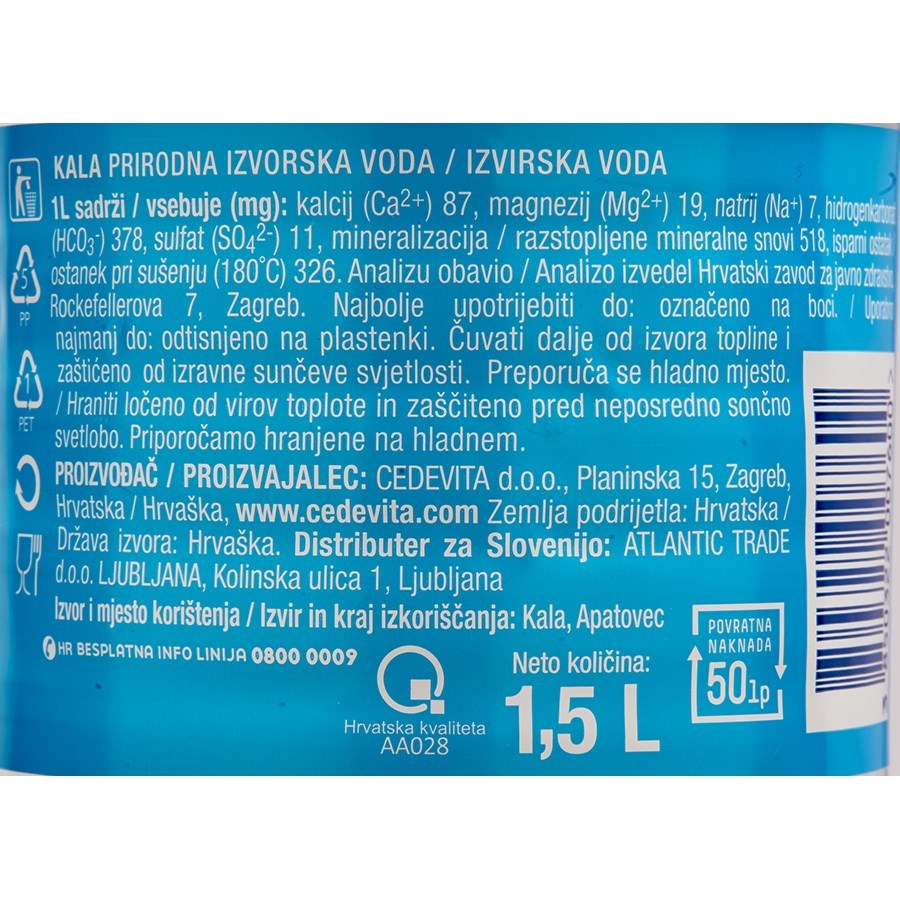 KALA PRIRODNA IZVORSKA VODA / IZVIRSKA VODA
1L sadrži / vsebuje (mg): kalcij (Ca2+) 87, magnezij (Mg2+) 19, natrij (Na+) 7,
(HCO3-) 378, sulfat (SO42-) 11, mineralizacija / razstopljene mineralne snovi 518, isparni
ostanek pri sušenju (180°C) 326. Analizu obavio / Analizo izvedel Hrvatski zavod za javno
Rockefellerova 7, Zagreb. Najbolje upotrijebiti do: označeno na boci. /
najmanj do: odtisnjeno na plastenki. Čuvati dalje od izvora topline i
zaštićeno od izravne sunčeve svjetlosti. Preporuča se hladno mjesto.
/ Hraniti ločeno od virov toplote in zaščiteno pred neposredno sončno
svetlobo. Priporočamo hranjene na hladnem.
PROIZVOĐAČ / PROIZVAJALEC: CEDEVITA d.o.o., Planinska 15, Zagreb,
Hrvatska / Hrvaška, www.cedevita.com Zemlja podrijetla: Hrvatska /
Država izvora: Hrvaška. Distributer za Slovenijo: ATLANTIC TRADE
d.o.o. LJUBLJANA, Kolinska ulica 1, Ljubljana
Izvor i mjesto korištenja / Izvir in kraj izkoriščanja: Kala, Apatovec
HR BESPLATNA INFO LINIJA 0800 0009
Hrvatska kvaliteta
AA028
Neto količina:
1,5 L
POVRATNA
NAKNADA
50lp
5
PP
1
PET